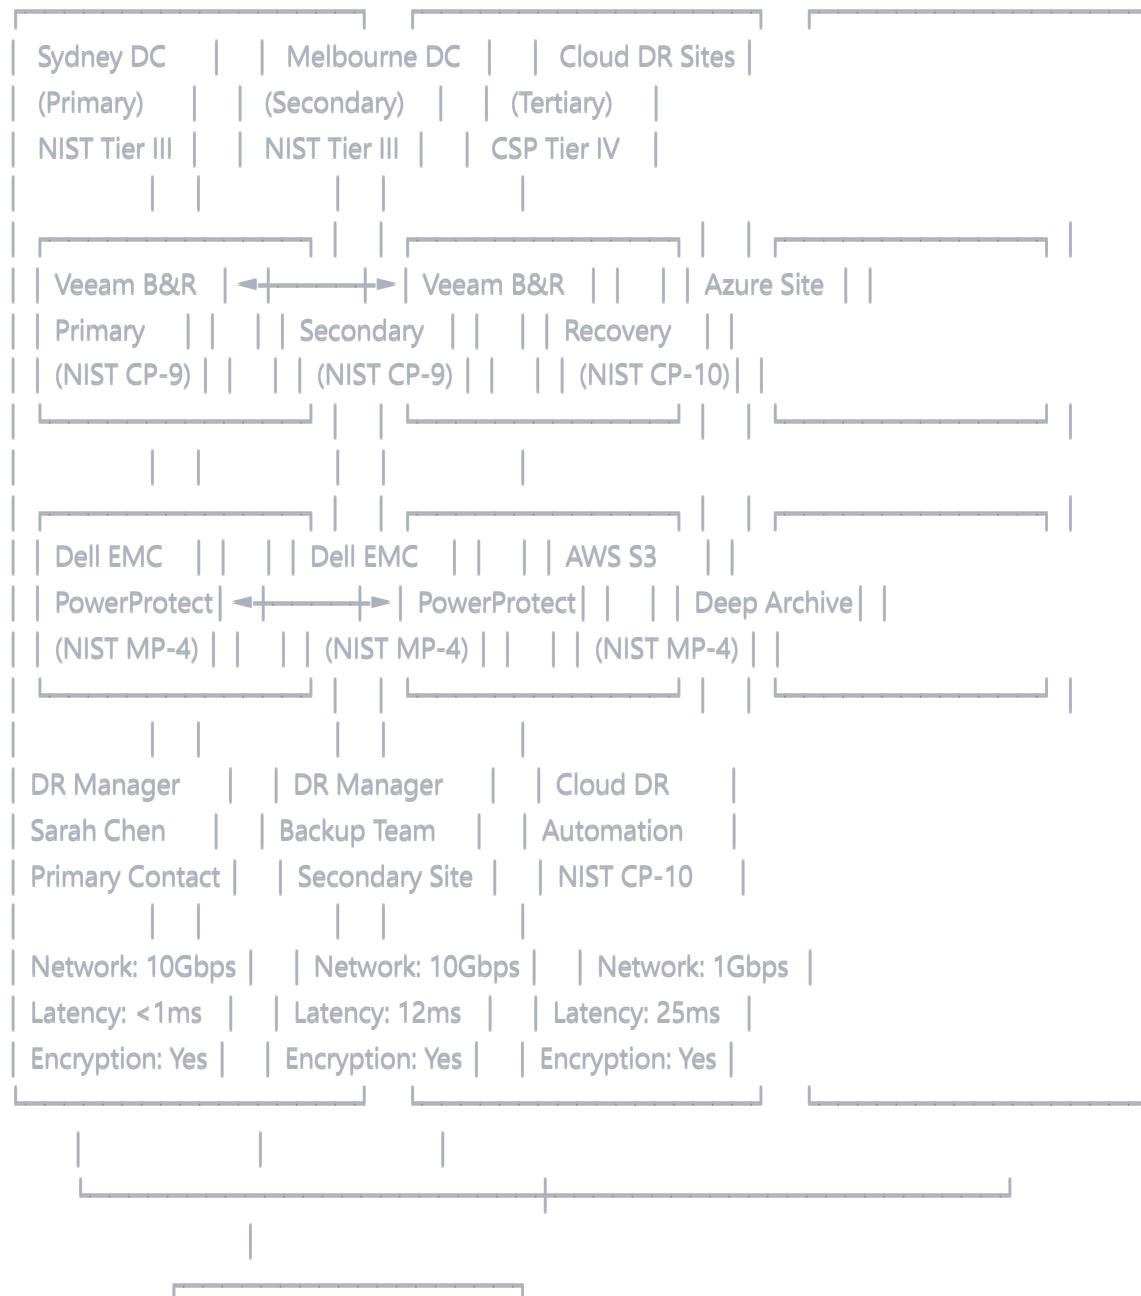 Sydney DC Melbourne DC Cloud DR Sites
(Primary) (Secondary) (Tertiary)
NIST Tier III NIST Tier III CSP Tier IV
Veeam B&R Veeam B&R Azure Site
Primary Secondary Recovery
(NIST CP-9) (NIST CP-9) (NIST CP-10)
Dell EMC Dell EMC AWS S3
PowerProtect PowerProtect Deep Archive
(NIST MP-4) (NIST MP-4) (NIST MP-4)
DR Manager DR Manager Cloud DR
Sarah Chen Backup Team Automation
Primary Contact Secondary Site NIST CP-10
Network: 10Gbps Network: 10Gbps Network: 1Gbps
Latency: <1ms Latency: 12ms Latency: 25ms
Encryption: Yes Encryption: Yes Encryption: Yes